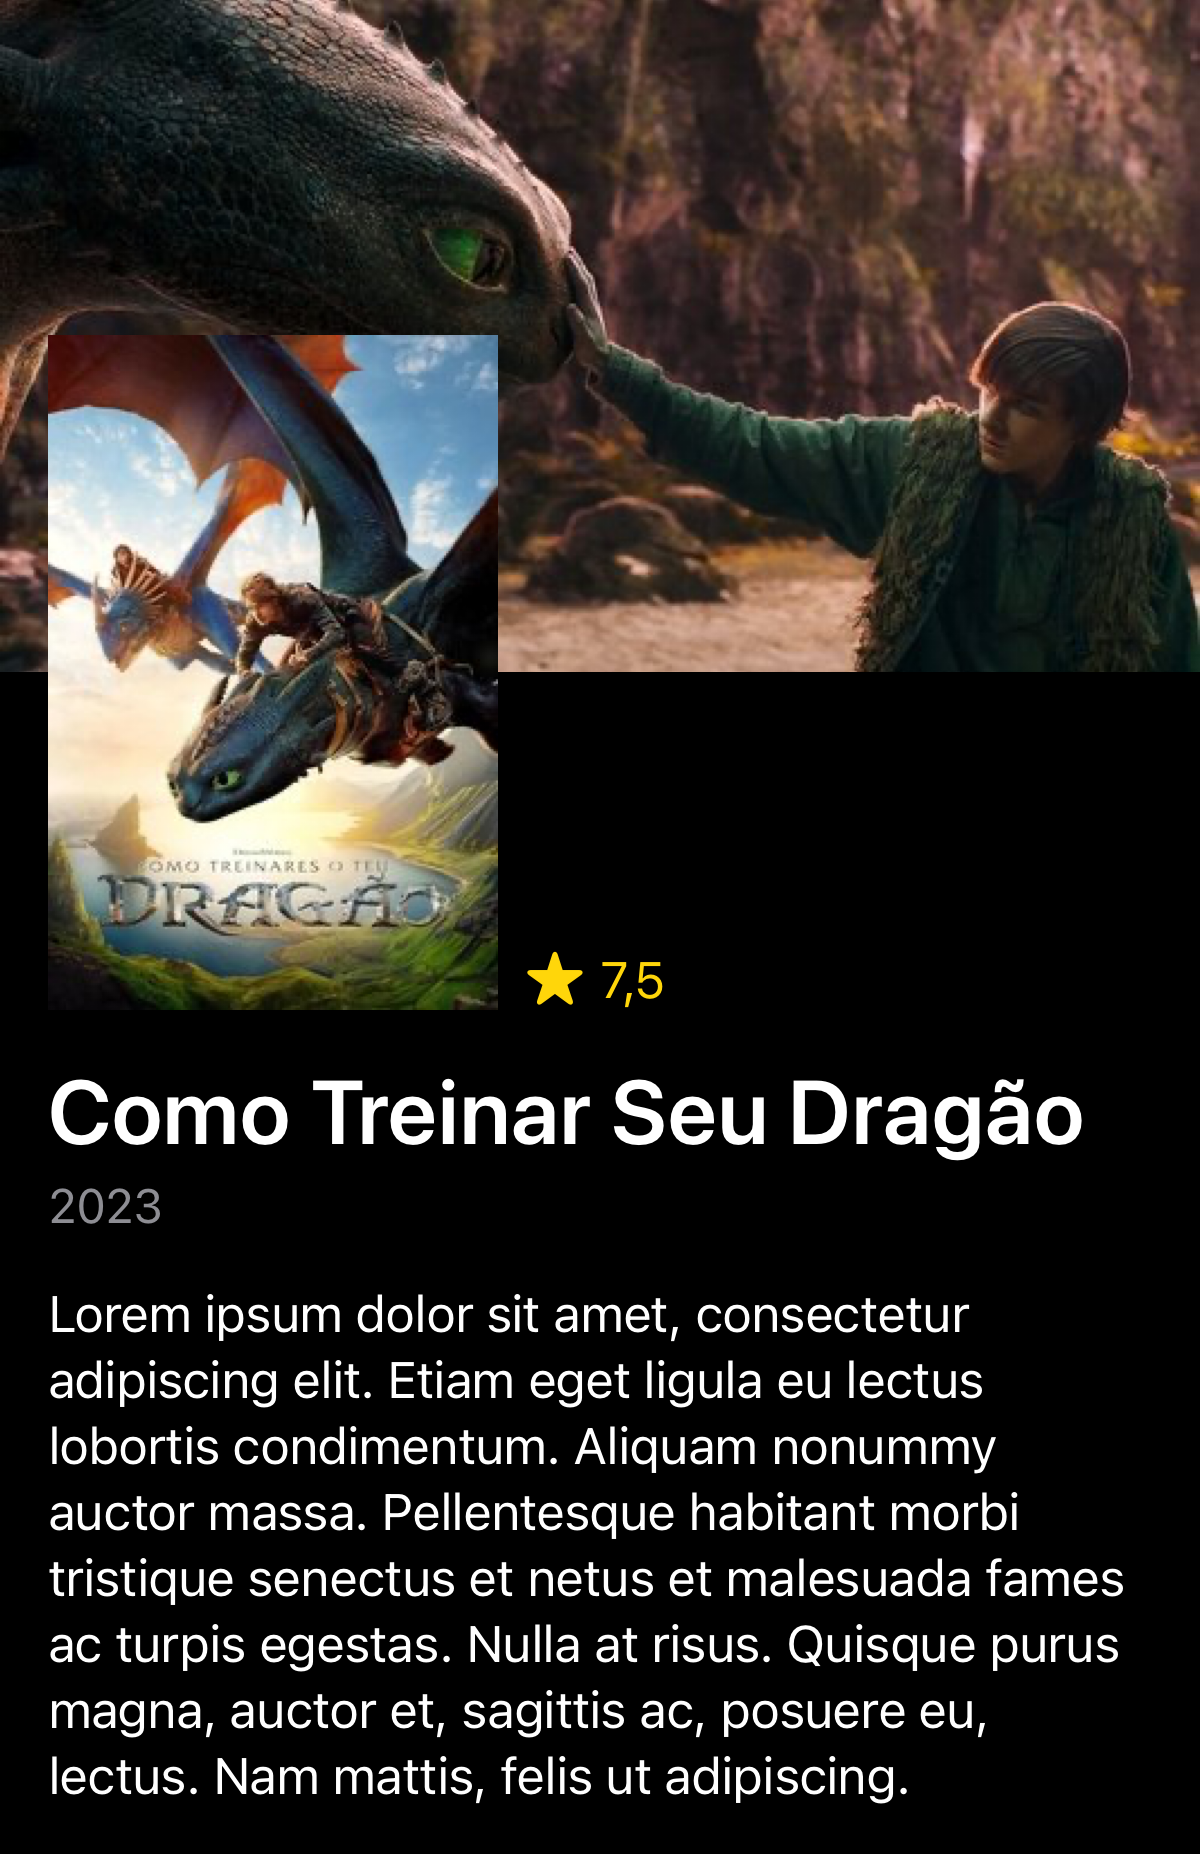 COMO TREINARES O TEU
DRAGÃO
7,5
Como Treinar Seu Dragão
2023
Lorem ipsum dolor sit amet, consectetur
adipiscing elit. Etiam eget ligula eu lectus
lobortis condimentum. Aliquam nonummy
auctor massa. Pellentesque habitant morbi
tristique senectus et netus et malesuada fames
ac turpis egestas. Nulla at risus. Quisque purus
magna, auctor et, sagittis ac, posuere eu,
lectus. Nam mattis, felis ut adipiscing.